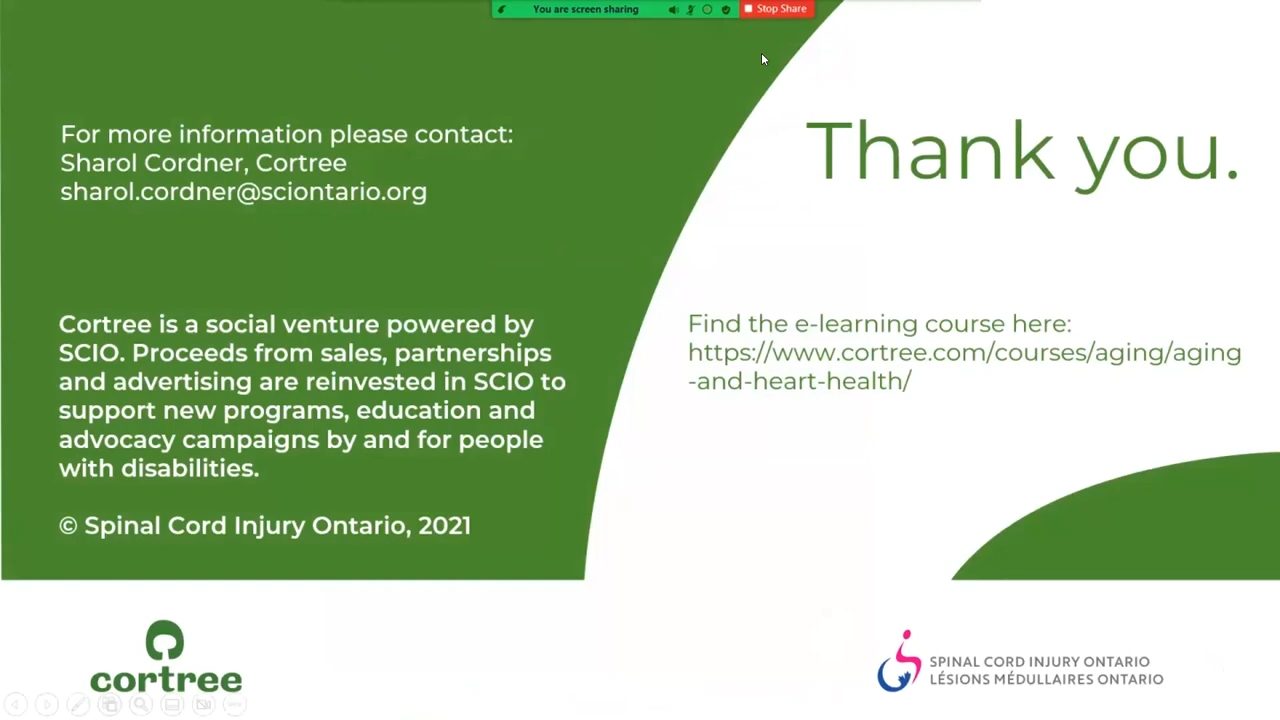 You are screen sharing
Stop Share
For more information please contact:
Sharol Cordner, Cortree
sharol.cordner@sciontario.org
Thank you.
Cortree is a social venture powered by
SCIO. Proceeds from sales, partnerships
and advertising are reinvested in SCIO to
support new programs, education and
advocacy campaigns by and for people
with disabilities.
© Spinal Cord Injury Ontario, 2021
Find the e-learning course here:
https://www.cortree.com/courses/aging/aging
-and-heart-health/
cortree
SPINAL CORD INJURY ONTARIO
LÉSIONS MÉDULLAIRES ONTARIO